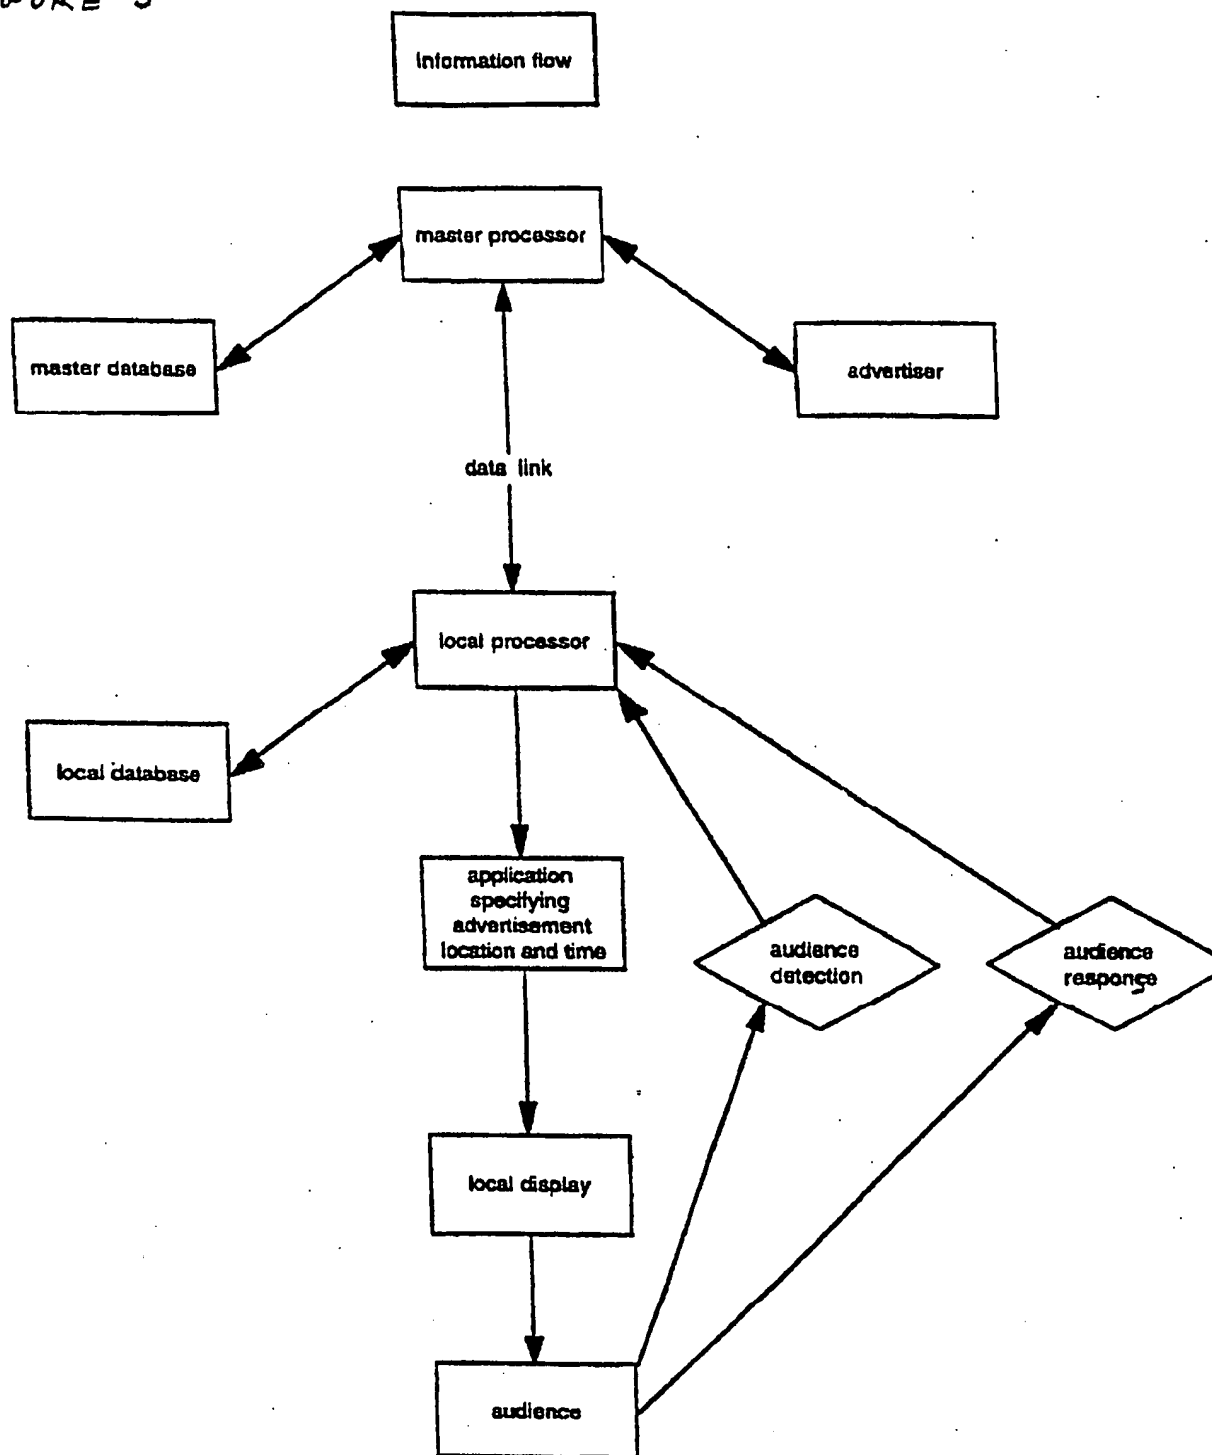 information flow
master processor
master database
advertiser
data link
local processor
local database
application
specifying
advertisement
location and time
audience
detection
audience
response
local display
audience